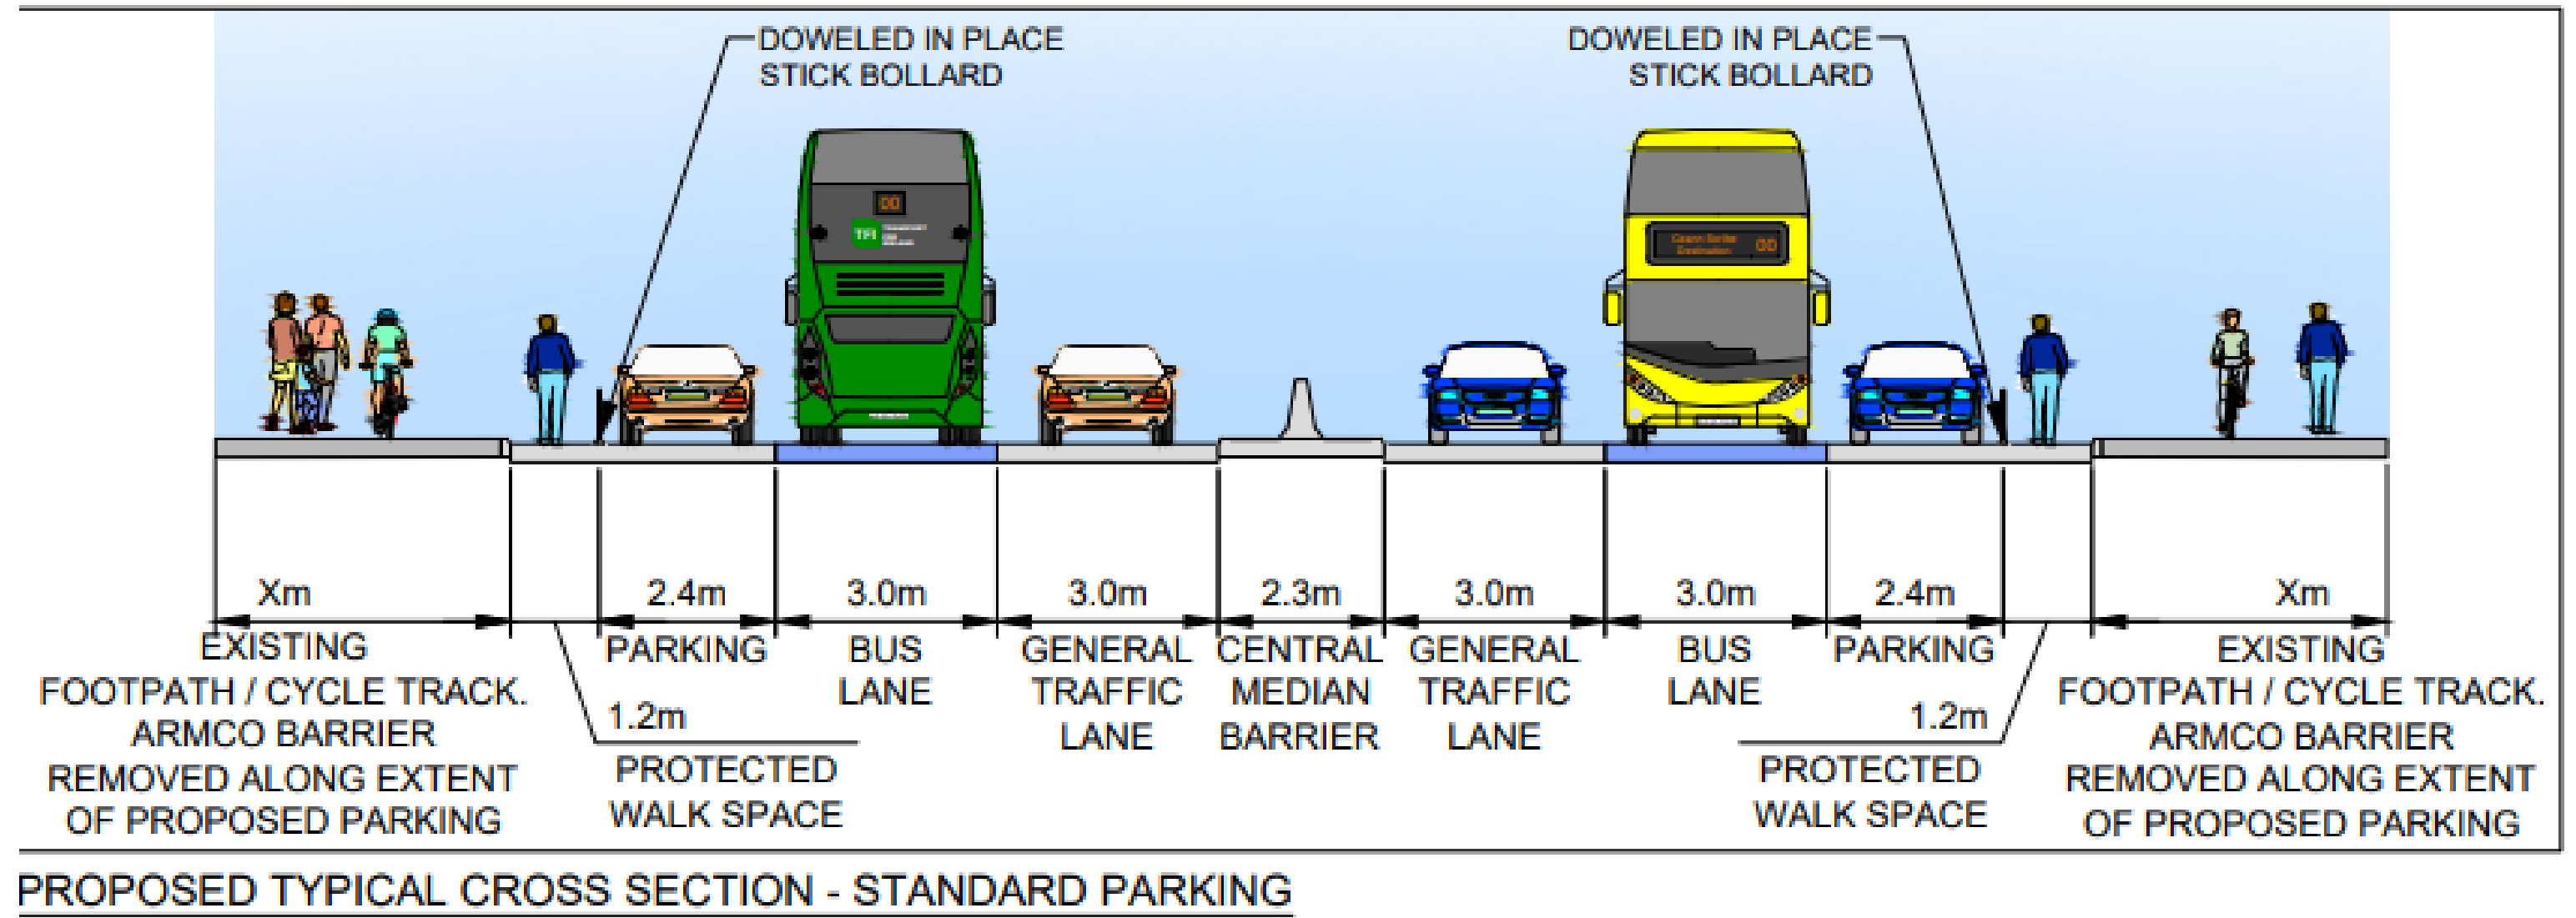 DOWELED IN PLACE
STICK BOLLARD
DOWELED IN PLACE
STICK BOLLARD
00
TFI
00
Xm
2.4m
3.0m
3.0m
2.3m
3.0m
3.0m
2.4m
Xm
EXISTING
FOOTPATH / CYCLE TRACK.
ARMCO BARRIER
REMOVED ALONG EXTENT
OF PROPOSED PARKING
1.2m
PROTECTED
WALK SPACE
PARKING
BUS
LANE
GENERAL
TRAFFIC
LANE
CENTRAL
MEDIAN
BARRIER
GENERAL
TRAFFIC
LANE
BUS
LANE
PARKING
1.2m
PROTECTED
WALK SPACE
EXISTING
FOOTPATH / CYCLE TRACK.
ARMCO BARRIER
REMOVED ALONG EXTENT
OF PROPOSED PARKING
PROPOSED TYPICAL CROSS SECTION - STANDARD PARKING